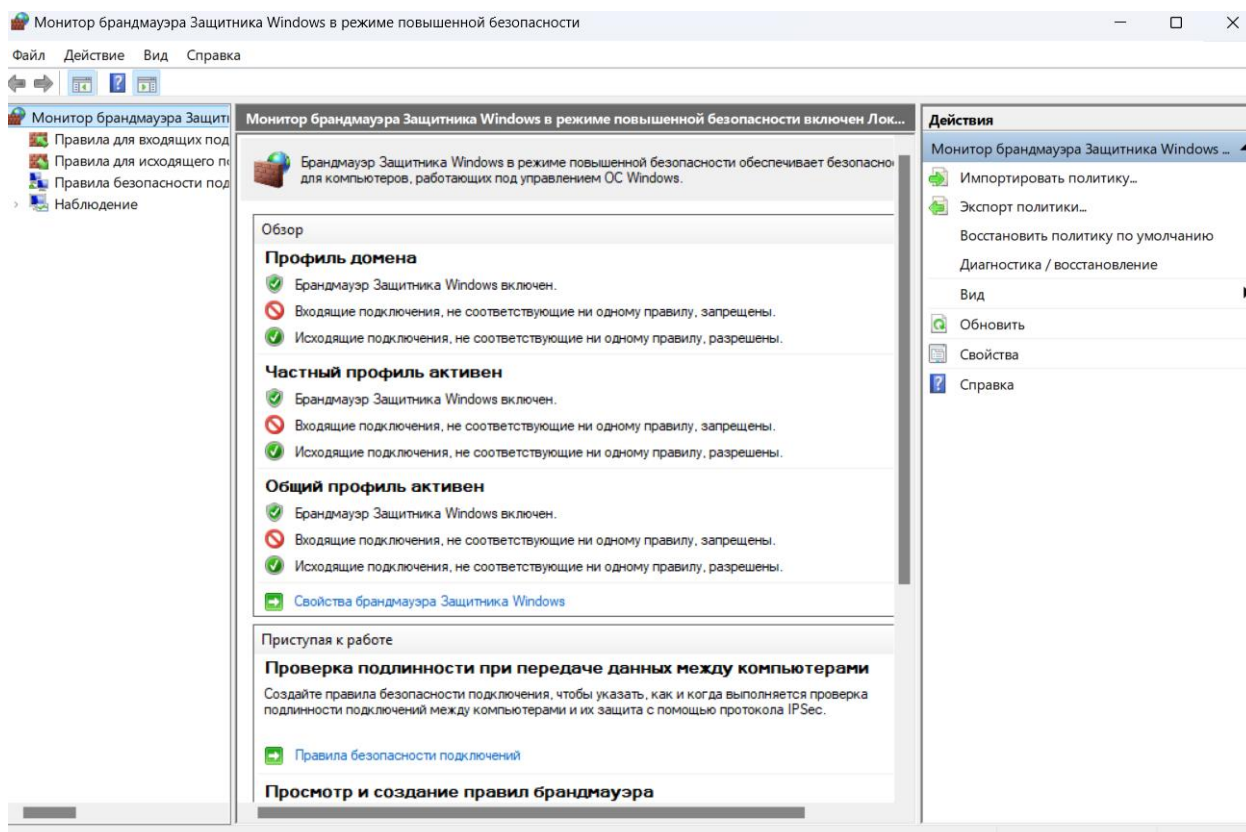 Монитор брандмауэра Защитника Windows в режиме повышенной безопасности
Файл Действие Вид Справка
Монитор брандмауэра Защит
Правила для входящих под
Правила для исходящего п
Правила безопасности под
Наблюдение
Монитор брандмауэра Защитника Windows в режиме повышенной безопасности включен Лок...
Брандмауэр Защитника Windows в режиме повышенной безопасности обеспечивает безопасно
для компьютеров, работающих под управлением ОС Windows.
Обзор
Профиль домена
Брандмауэр Защитника Windows включен.
Входящие подключения, не соответствующие ни одному правилу, запрещены.
Исходящие подключения, не соответствующие ни одному правилу, разрешены.
Частный профиль активен
Брандмауэр Защитника Windows включен.
Входящие подключения, не соответствующие ни одному правилу, запрещены.
Исходящие подключения, не соответствующие ни одному правилу, разрешены.
Общий профиль активен
Брандмауэр Защитника Windows включен.
Входящие подключения, не соответствующие ни одному правилу, запрещены.
Исходящие подключения, не соответствующие ни одному правилу, разрешены.
Свойства брандмауэра Защитника Windows
Приступая к работе
Проверка подлинности при передаче данных между компьютерами
Создайте правила безопасности подключения, чтобы указать, как и когда выполняется проверка
подлинности подключений между компьютерами и их защита с помощью протокола IPSec.
Правила безопасности подключений
Просмотр и создание правил брандмауэра
Действия
Монитор брандмауэра Защитника Windows ...
Импортировать политику...
Экспорт политики...
Восстановить политику по умолчанию
Диагностика / восстановление
Вид
Обновить
Свойства
Справка